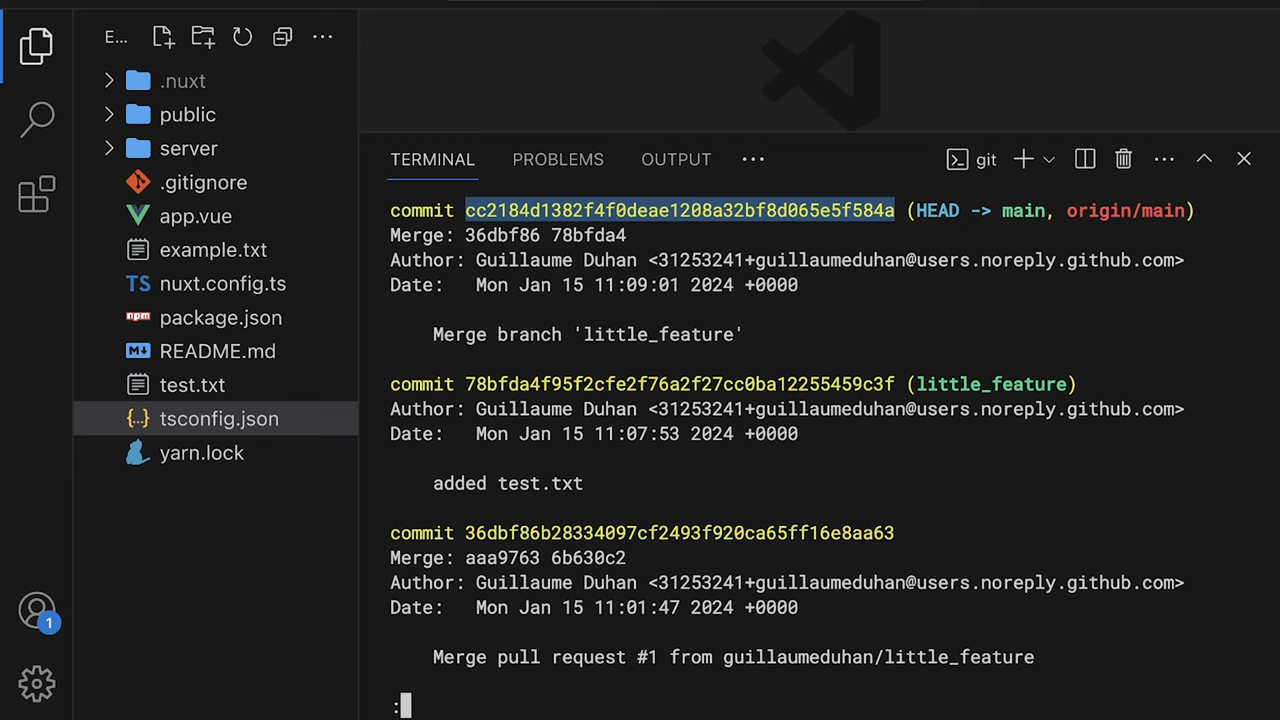 E...
.nuxt
public
server
.gitignore
app.vue
example.txt
TS nuxt.config.ts
npm package.json
README.md
test.txt
{..} tsconfig.json
yarn.lock
1
TERMINAL PROBLEMS OUTPUT ... git
commit cc2184d1382f4f0deae1208a32bf8d065e5f584a (HEAD -> main, origin/main)
Merge: 36dbf86 78bfda4
Author: Guillaume Duhan <31253241+guillaumeduhan@users.noreply.github.com>
Date: Mon Jan 15 11:09:01 2024 +0000
Merge branch 'little_feature'
commit 78bfda4f95f2cfe2f76a2f27cc0ba12255459c3f (little_feature)
Author: Guillaume Duhan <31253241+guillaumeduhan@users.noreply.github.com>
Date: Mon Jan 15 11:07:53 2024 +0000
added test.txt
commit 36dbf86b28334097cf2493f920ca65ff16e8aa63
Merge: aaa9763 6b630c2
Author: Guillaume Duhan <31253241+guillaumeduhan@users.noreply.github.com>
Date: Mon Jan 15 11:01:47 2024 +0000
Merge pull request #1 from guillaumeduhan/little_feature
: